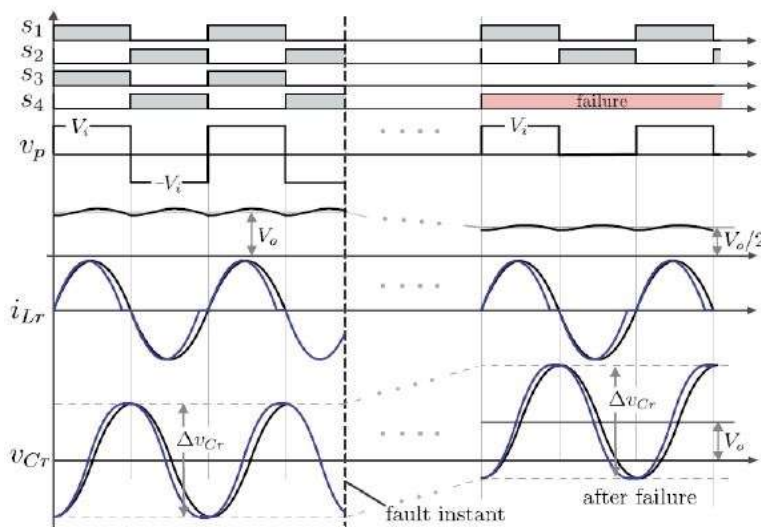 s1
s2
s3
s4
failure
vp
Vi
−Vi
Vi
Vo
Vo/2
iLr
vCr
ΔvCr
ΔvCr
Vo
fault instant
after failure